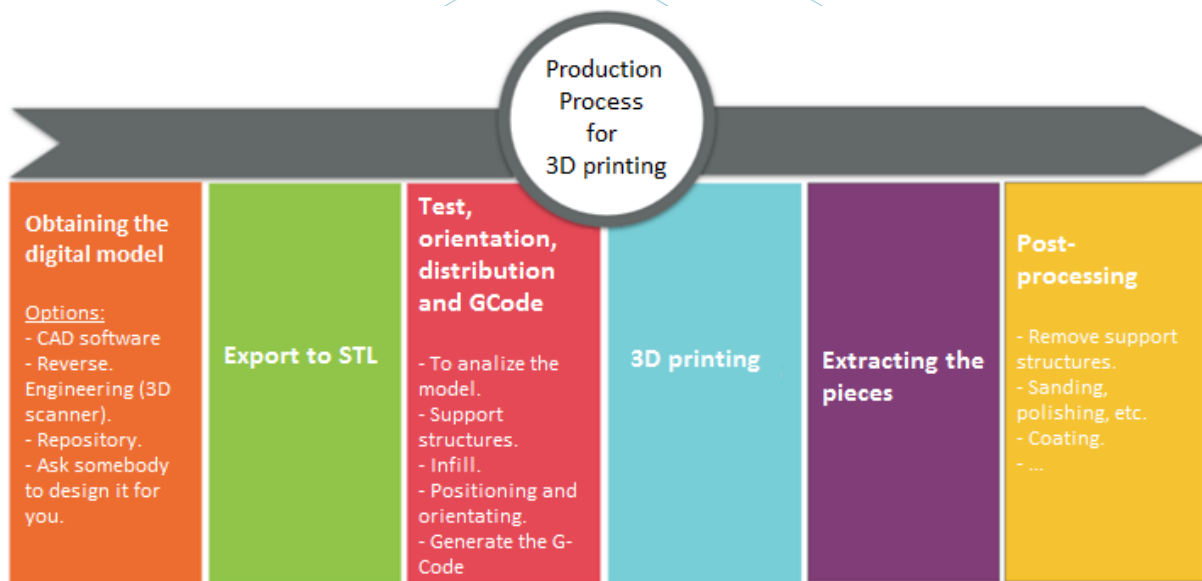 Production
Process
for
3D printing
Obtaining the
digital model
Options:
- CAD software
- Reverse.
Engineering (3D
scanner).
- Repository.
- Ask somebody
to design it for
you.
Export to STL
Test,
orientation,
distribution
and GCode
- To analize the
model.
- Support
structures.
- Infill.
- Positioning and
orientating.
- Generate the G-
Code
3D printing
Extracting the
pieces
Post-
processing
- Remove support
structures.
- Sanding,
polishing, etc.
- Coating.
- ...